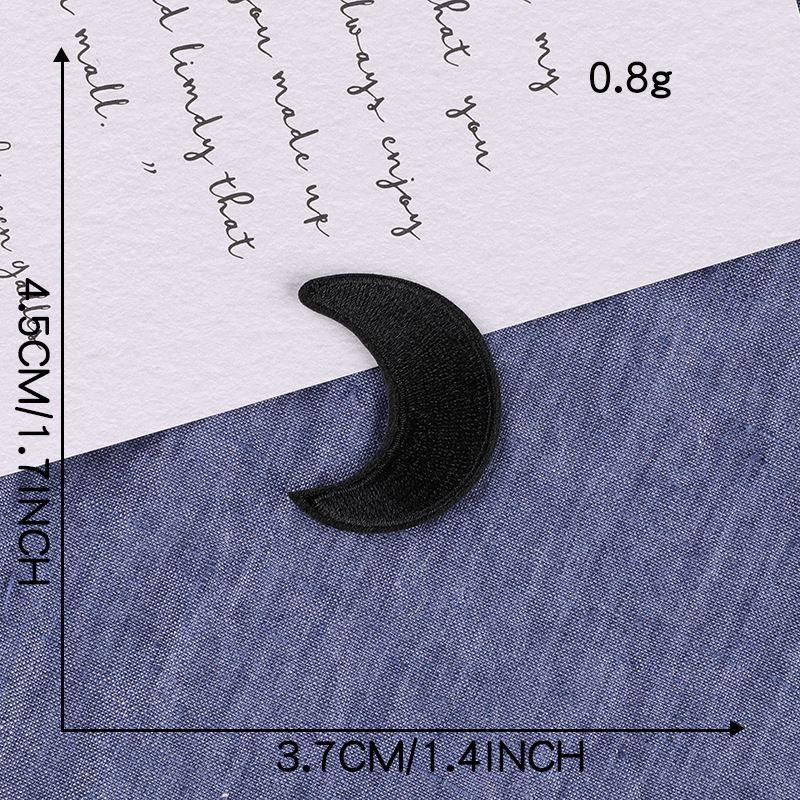 my
0.8g
that you
always enjoy
you made up
d limdy that
mall. ”
4.5CM/1.7INCH
3.7CM/1.4INCH